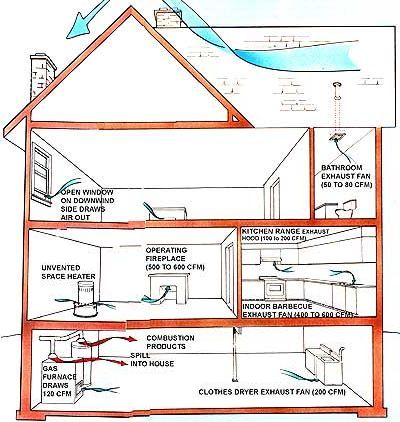 BATHROOM
EXHAUST FAN
(50 TO 80 CFM)
OPEN WINDOW
ON DOWNWIND
SIDE DRAWS
AIR OUT
KITCHEN RANGE EXHAUST
HOOD (100 to 200 CFM)
OPERATING
FIREPLACE
(500 TO 600 CFM)
UNVENTED
SPACE HEATER
INDOOR BARBECUE
EXHAUST FAN (400 TO 600 CFM)
COMBUSTION
PRODUCTS
SPILL
INTO HOUSE
GAS
FURNACE
DRAWS
120 CFM
CLOTHES DRYER EXHAUST FAN (200 CFM)